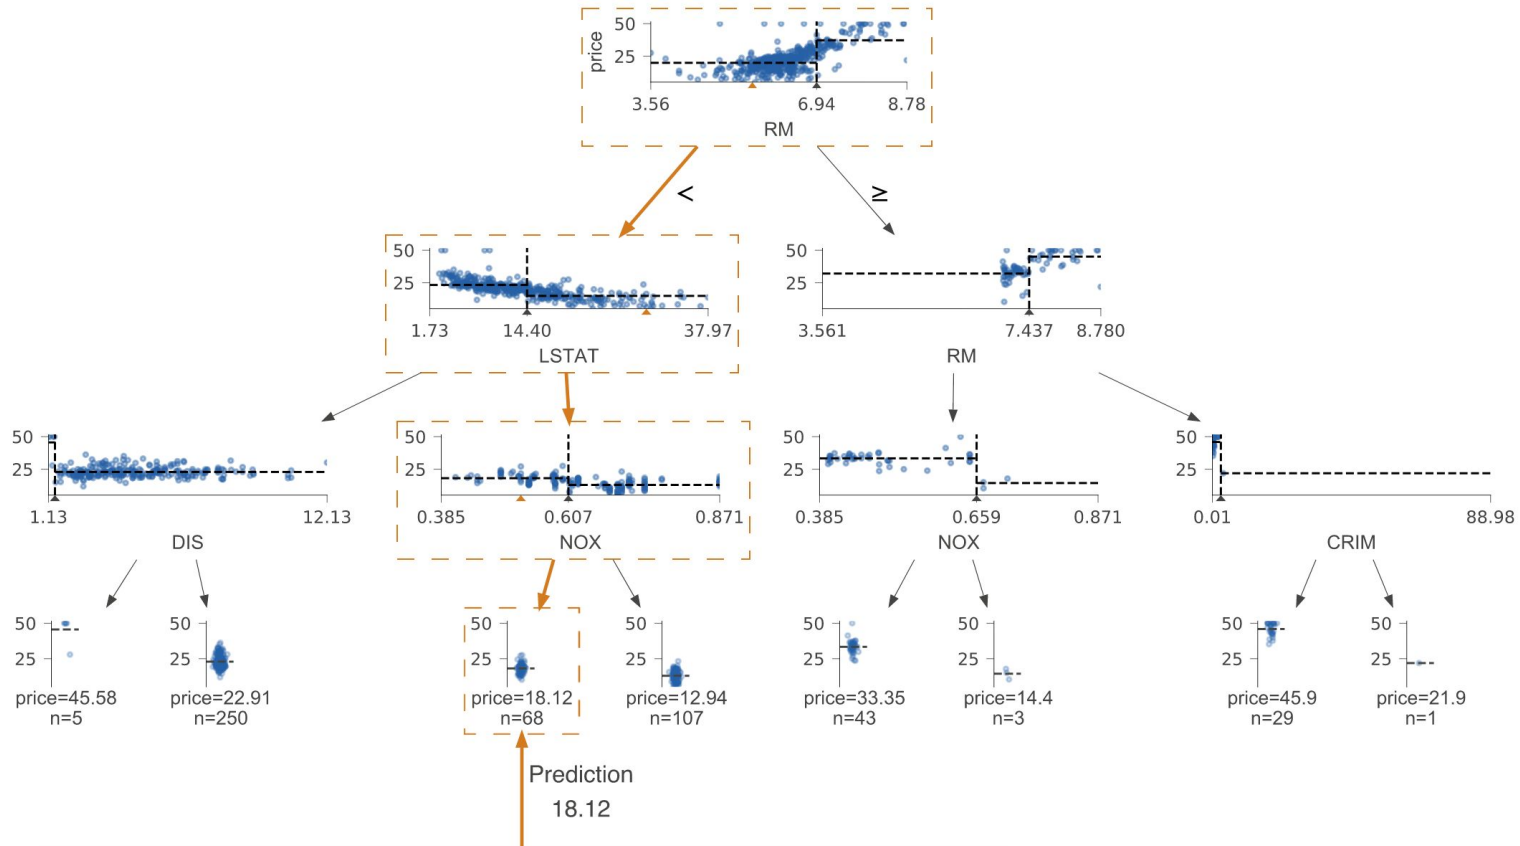 50
price
25
3.56 6.94 8.78
RM
< ≥
50
25
1.73 14.40 37.97
LSTAT
50
25
3.561 7.437 8.780
RM
50
25
1.13 12.13
DIS
50
25
0.385 0.607 0.871
NOX
50
25
0.385 0.659 0.871
NOX
50
25
0.01 88.98
CRIM
50
25
price=45.58
n=5
50
25
price=22.91
n=250
50
25
price=18.12
n=68
50
25
price=12.94
n=107
50
25
price=33.35
n=43
50
25
price=14.4
n=3
50
25
price=45.9
n=29
50
25
price=21.9
n=1
Prediction
18.12